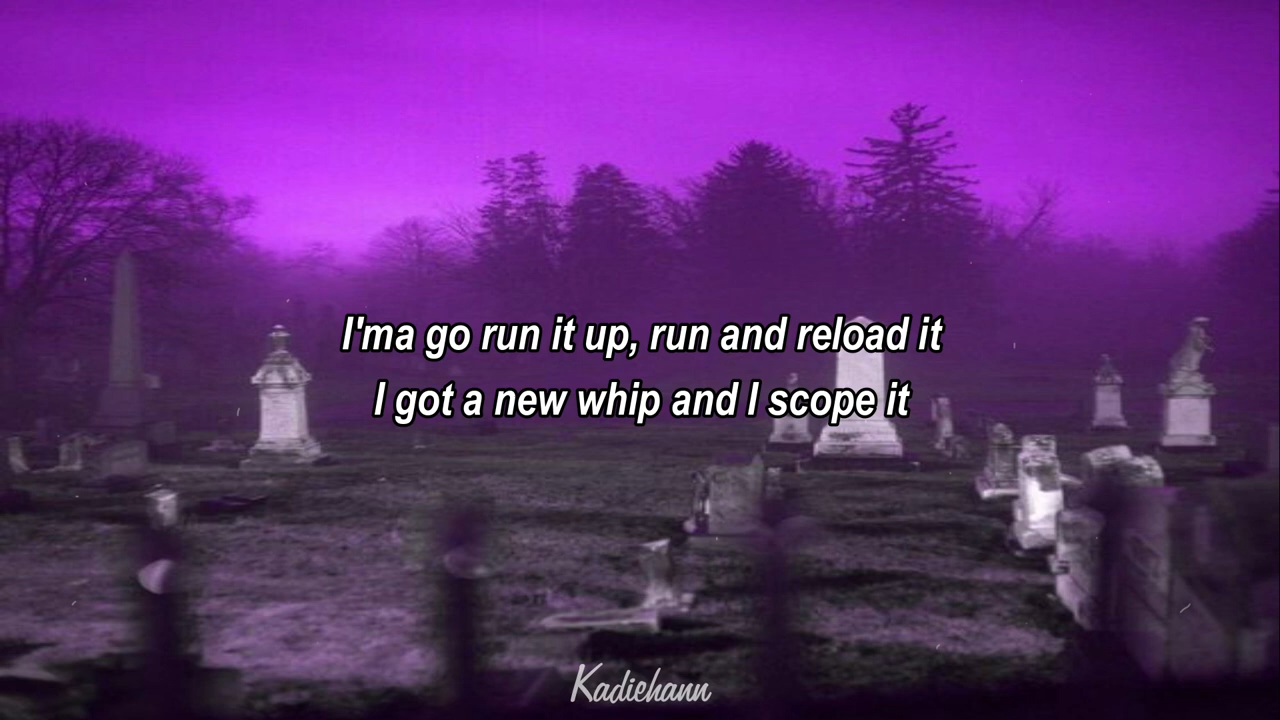 I'ma go run it up, run and reload it
I got a new whip and I scope it
Kadiehann